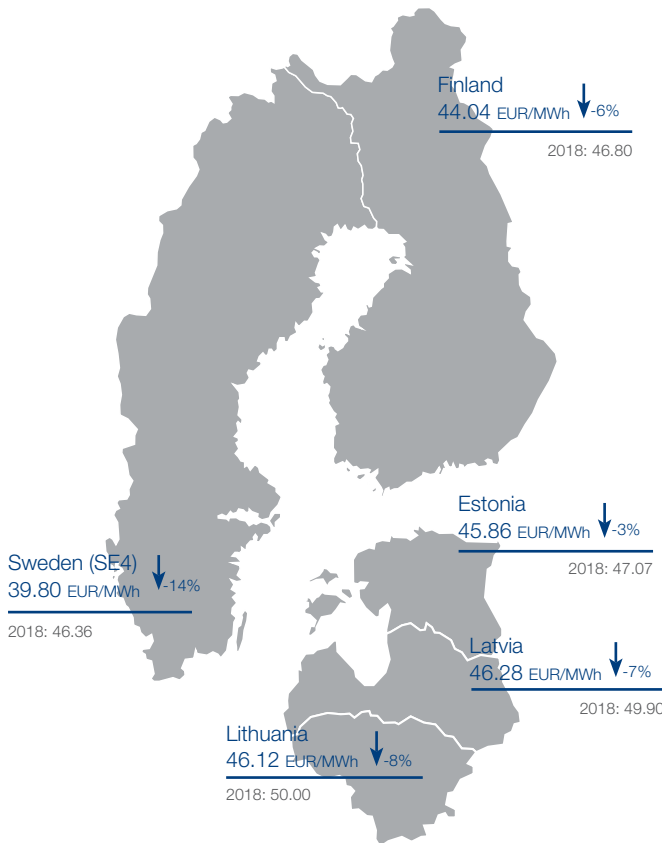 Finland
44.04 EUR/MWh -6%
2018: 46.80
Estonia
45.86 EUR/MWh -3%
2018: 47.07
Sweden (SE4)
39.80 EUR/MWh -14%
2018: 46.36
Latvia
46.28 EUR/MWh -7%
2018: 49.90
Lithuania
46.12 EUR/MWh -8%
2018: 50.00